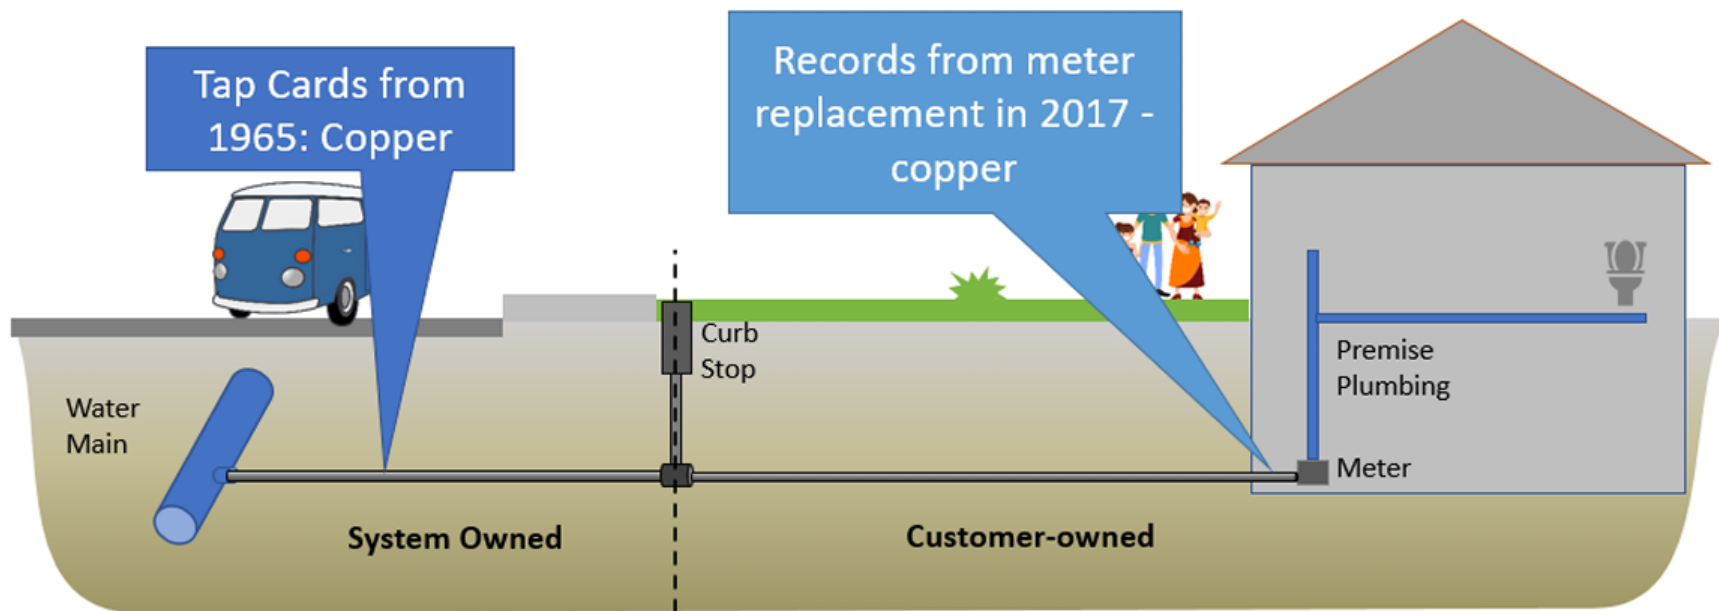 Tap Cards from
1965: Copper
Records from meter
replacement in 2017 -
copper
Curb
Stop
Water
Main
Premise
Plumbing
Meter
System Owned
Customer-owned